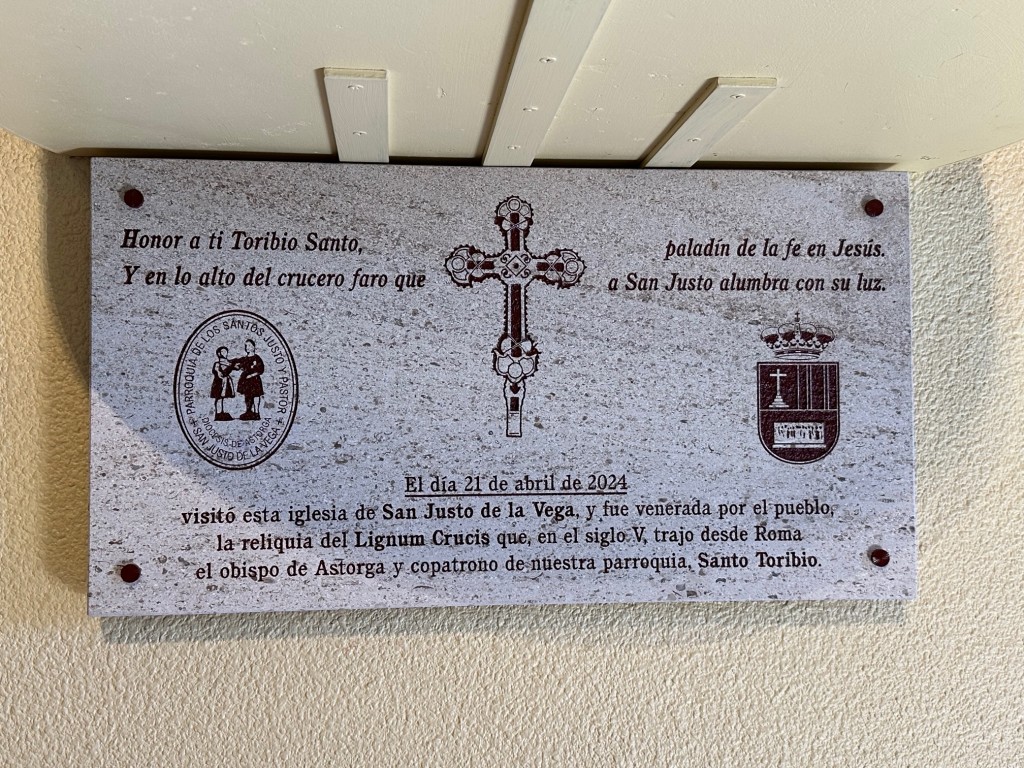 Honor a ti Toribio Santo, paladín de la fe en Jesús.
Y en lo alto del crucero faro que a San Justo alumbra con su luz.
PARROQUIA DE LOS SANTOS JUSTO Y PASTOR
DIÓCESIS DE ASTORGA
SAN JUSTO DE LA VEGA
El día 21 de abril de 2024
visitó esta iglesia de San Justo de la Vega, y fue venerada por el pueblo,
la reliquia del Lignum Crucis que, en el siglo V, trajo desde Roma
el obispo de Astorga y copatrono de nuestra parroquia, Santo Toribio.